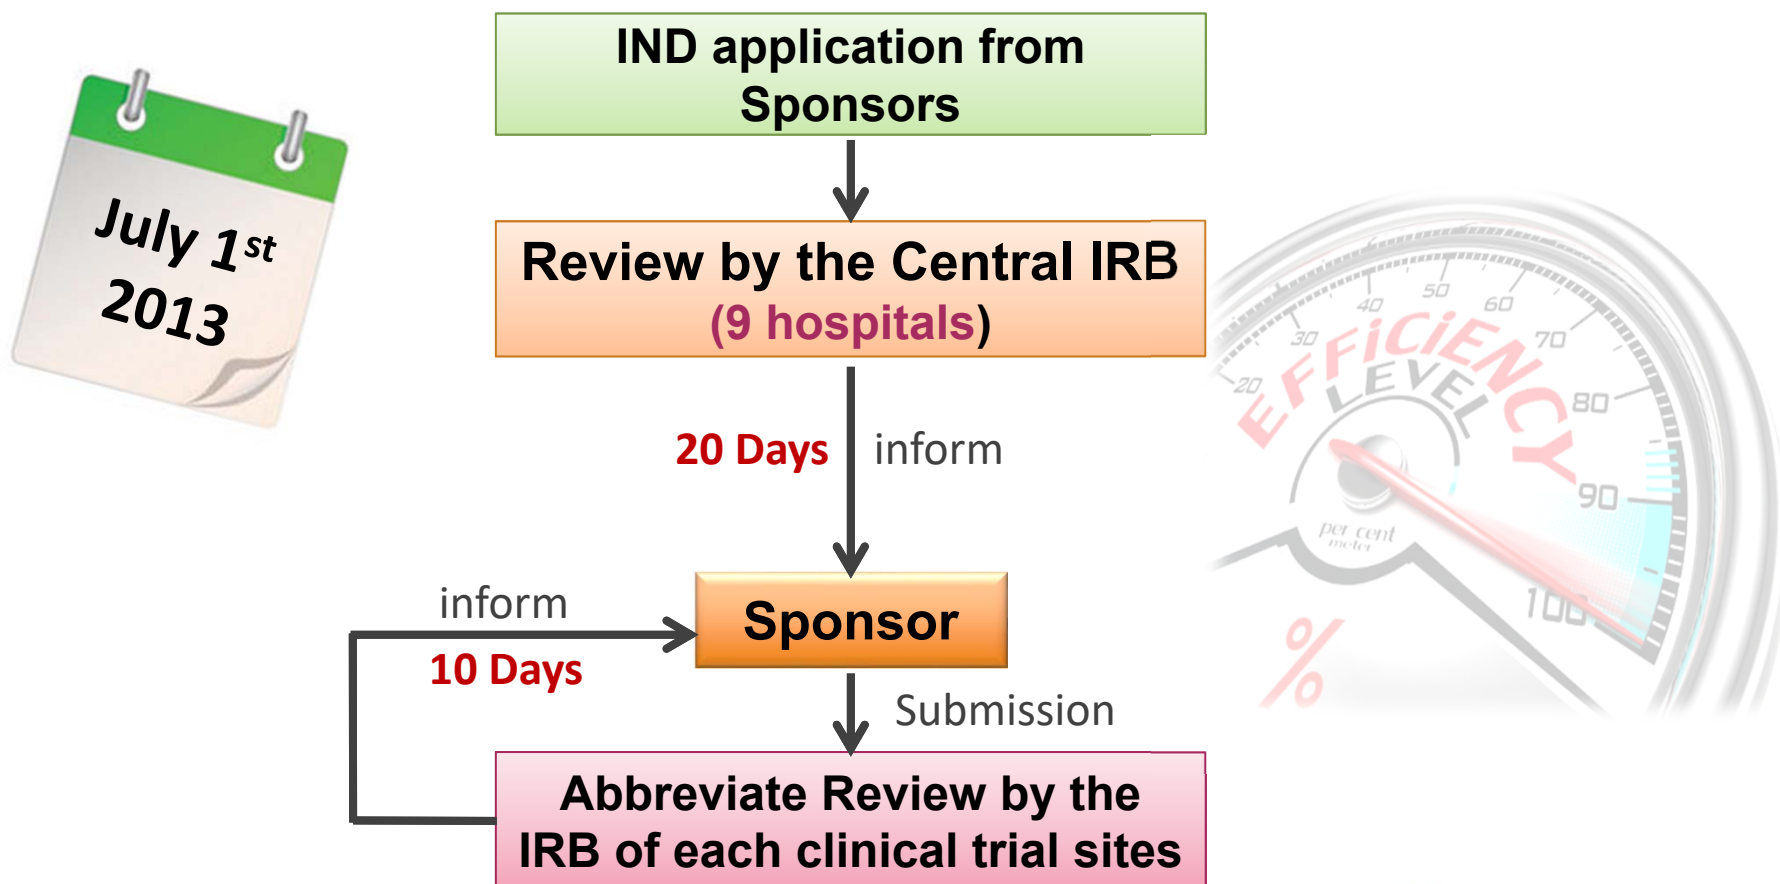 IND application from
Sponsors
July 1st
2013
Review by the Central IRB
(9 hospitals)
20 Days inform
20
30
40
50
60
70
80
90
100
EFFiCiENCY
LEVEL
per cent
meter
%
inform
10 Days
Sponsor
Submission
Abbreviate Review by the
IRB of each clinical trial sites